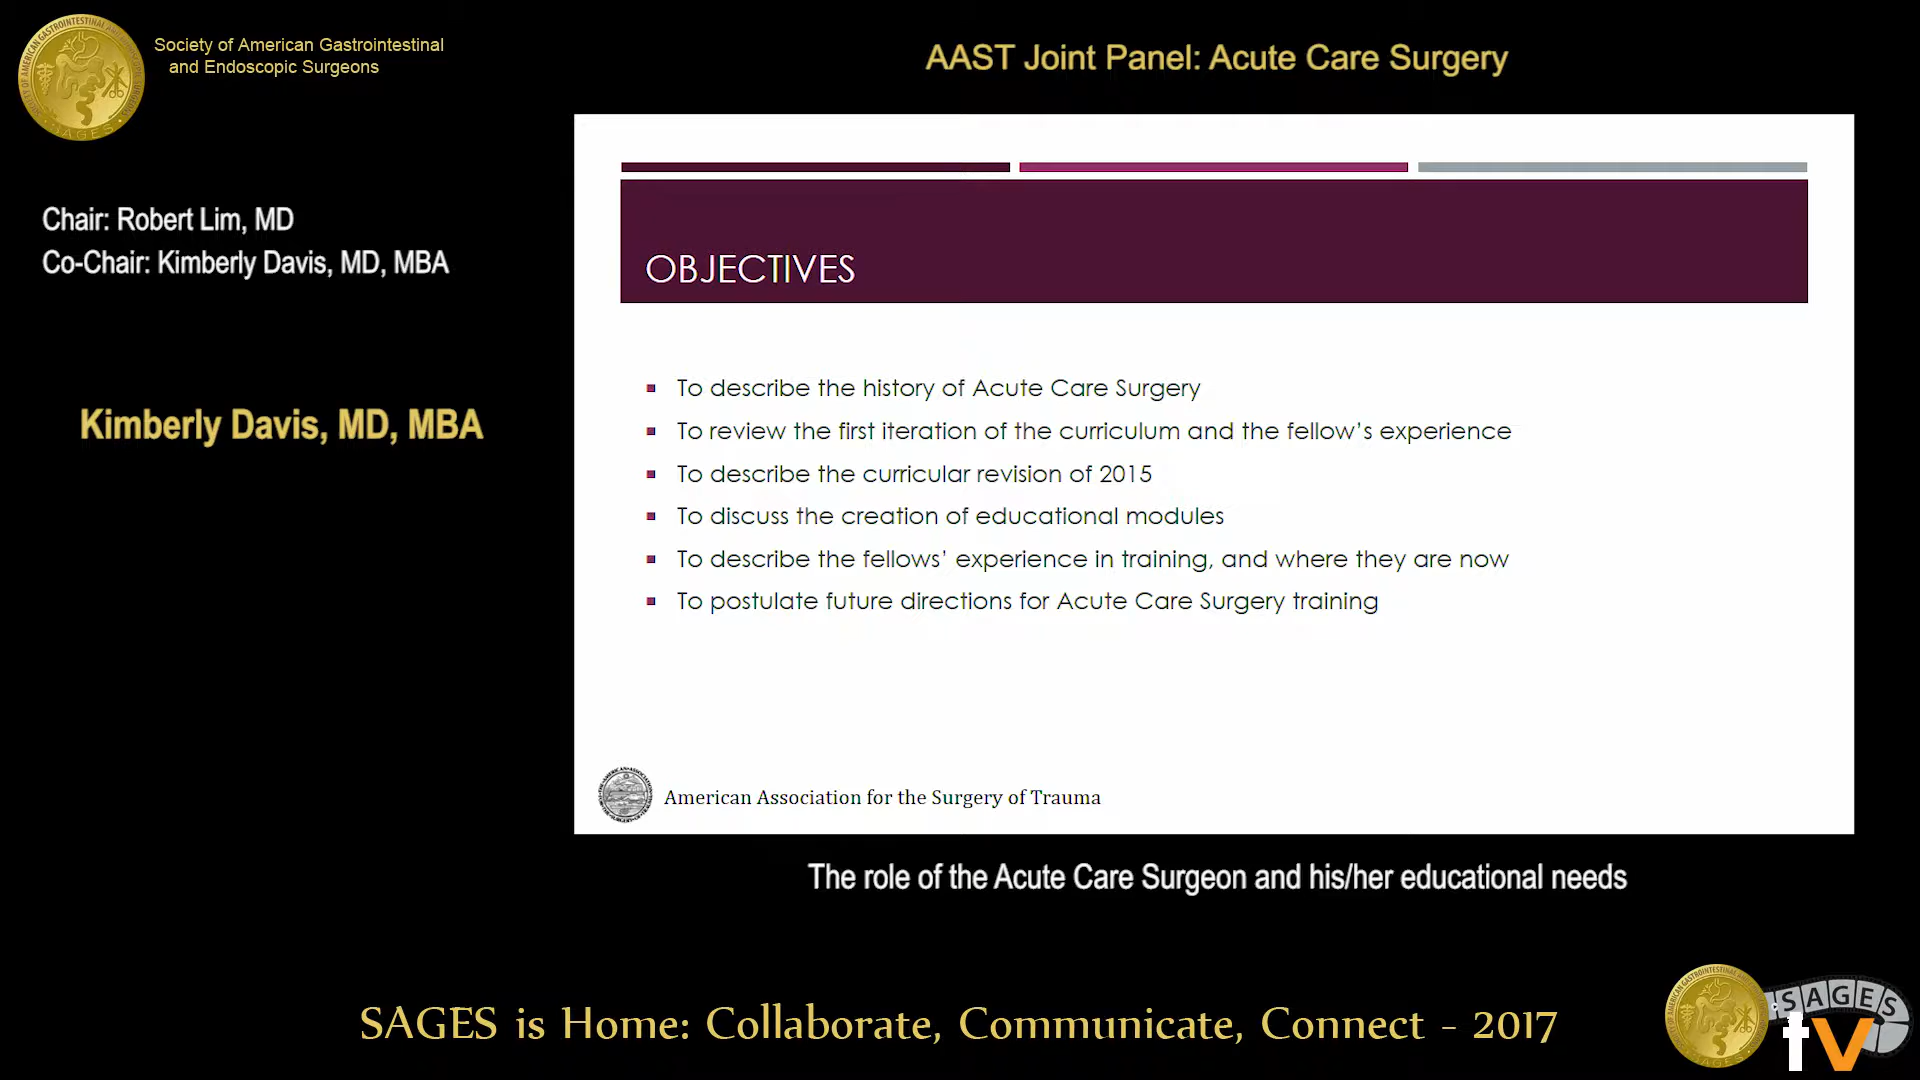 Society of American Gastrointestinal
and Endoscopic Surgeons
AAST Joint Panel: Acute Care Surgery
Chair: Robert Lim, MD
Co-Chair: Kimberly Davis, MD, MBA
Kimberly Davis, MD, MBA
OBJECTIVES
To describe the history of Acute Care Surgery
To review the first iteration of the curriculum and the fellow’s experience
To describe the curricular revision of 2015
To discuss the creation of educational modules
To describe the fellows’ experience in training, and where they are now
To postulate future directions for Acute Care Surgery training
American Association for the Surgery of Trauma
The role of the Acute Care Surgeon and his/her educational needs
SAGES is Home: Collaborate, Communicate, Connect - 2017
SAGES
tv